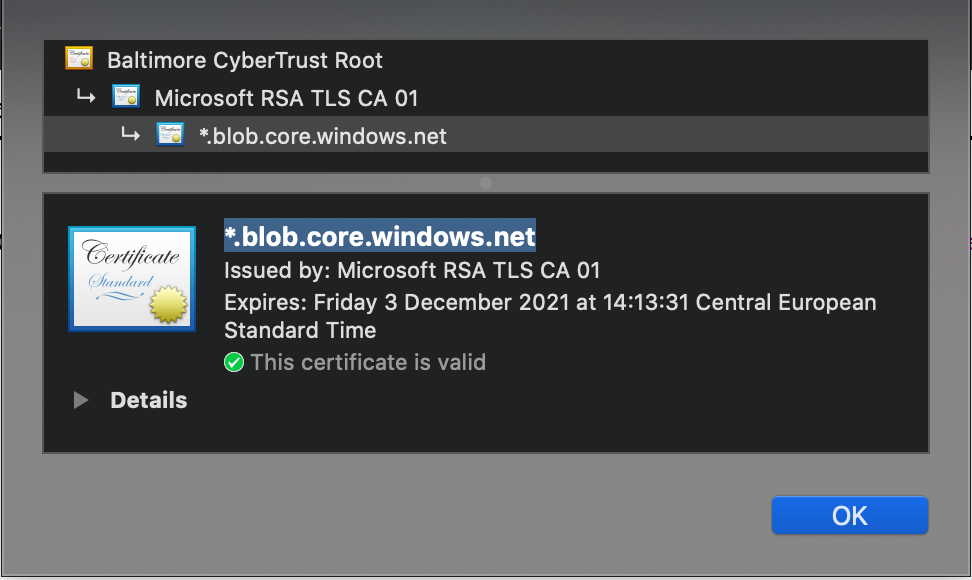 Baltimore CyberTrust Root
Microsoft RSA TLS CA 01
*.blob.core.windows.net
*.blob.core.windows.net
Issued by: Microsoft RSA TLS CA 01
Expires: Friday 3 December 2021 at 14:13:31 Central European
Standard Time
This certificate is valid
Certificate
Standard
Details
OK